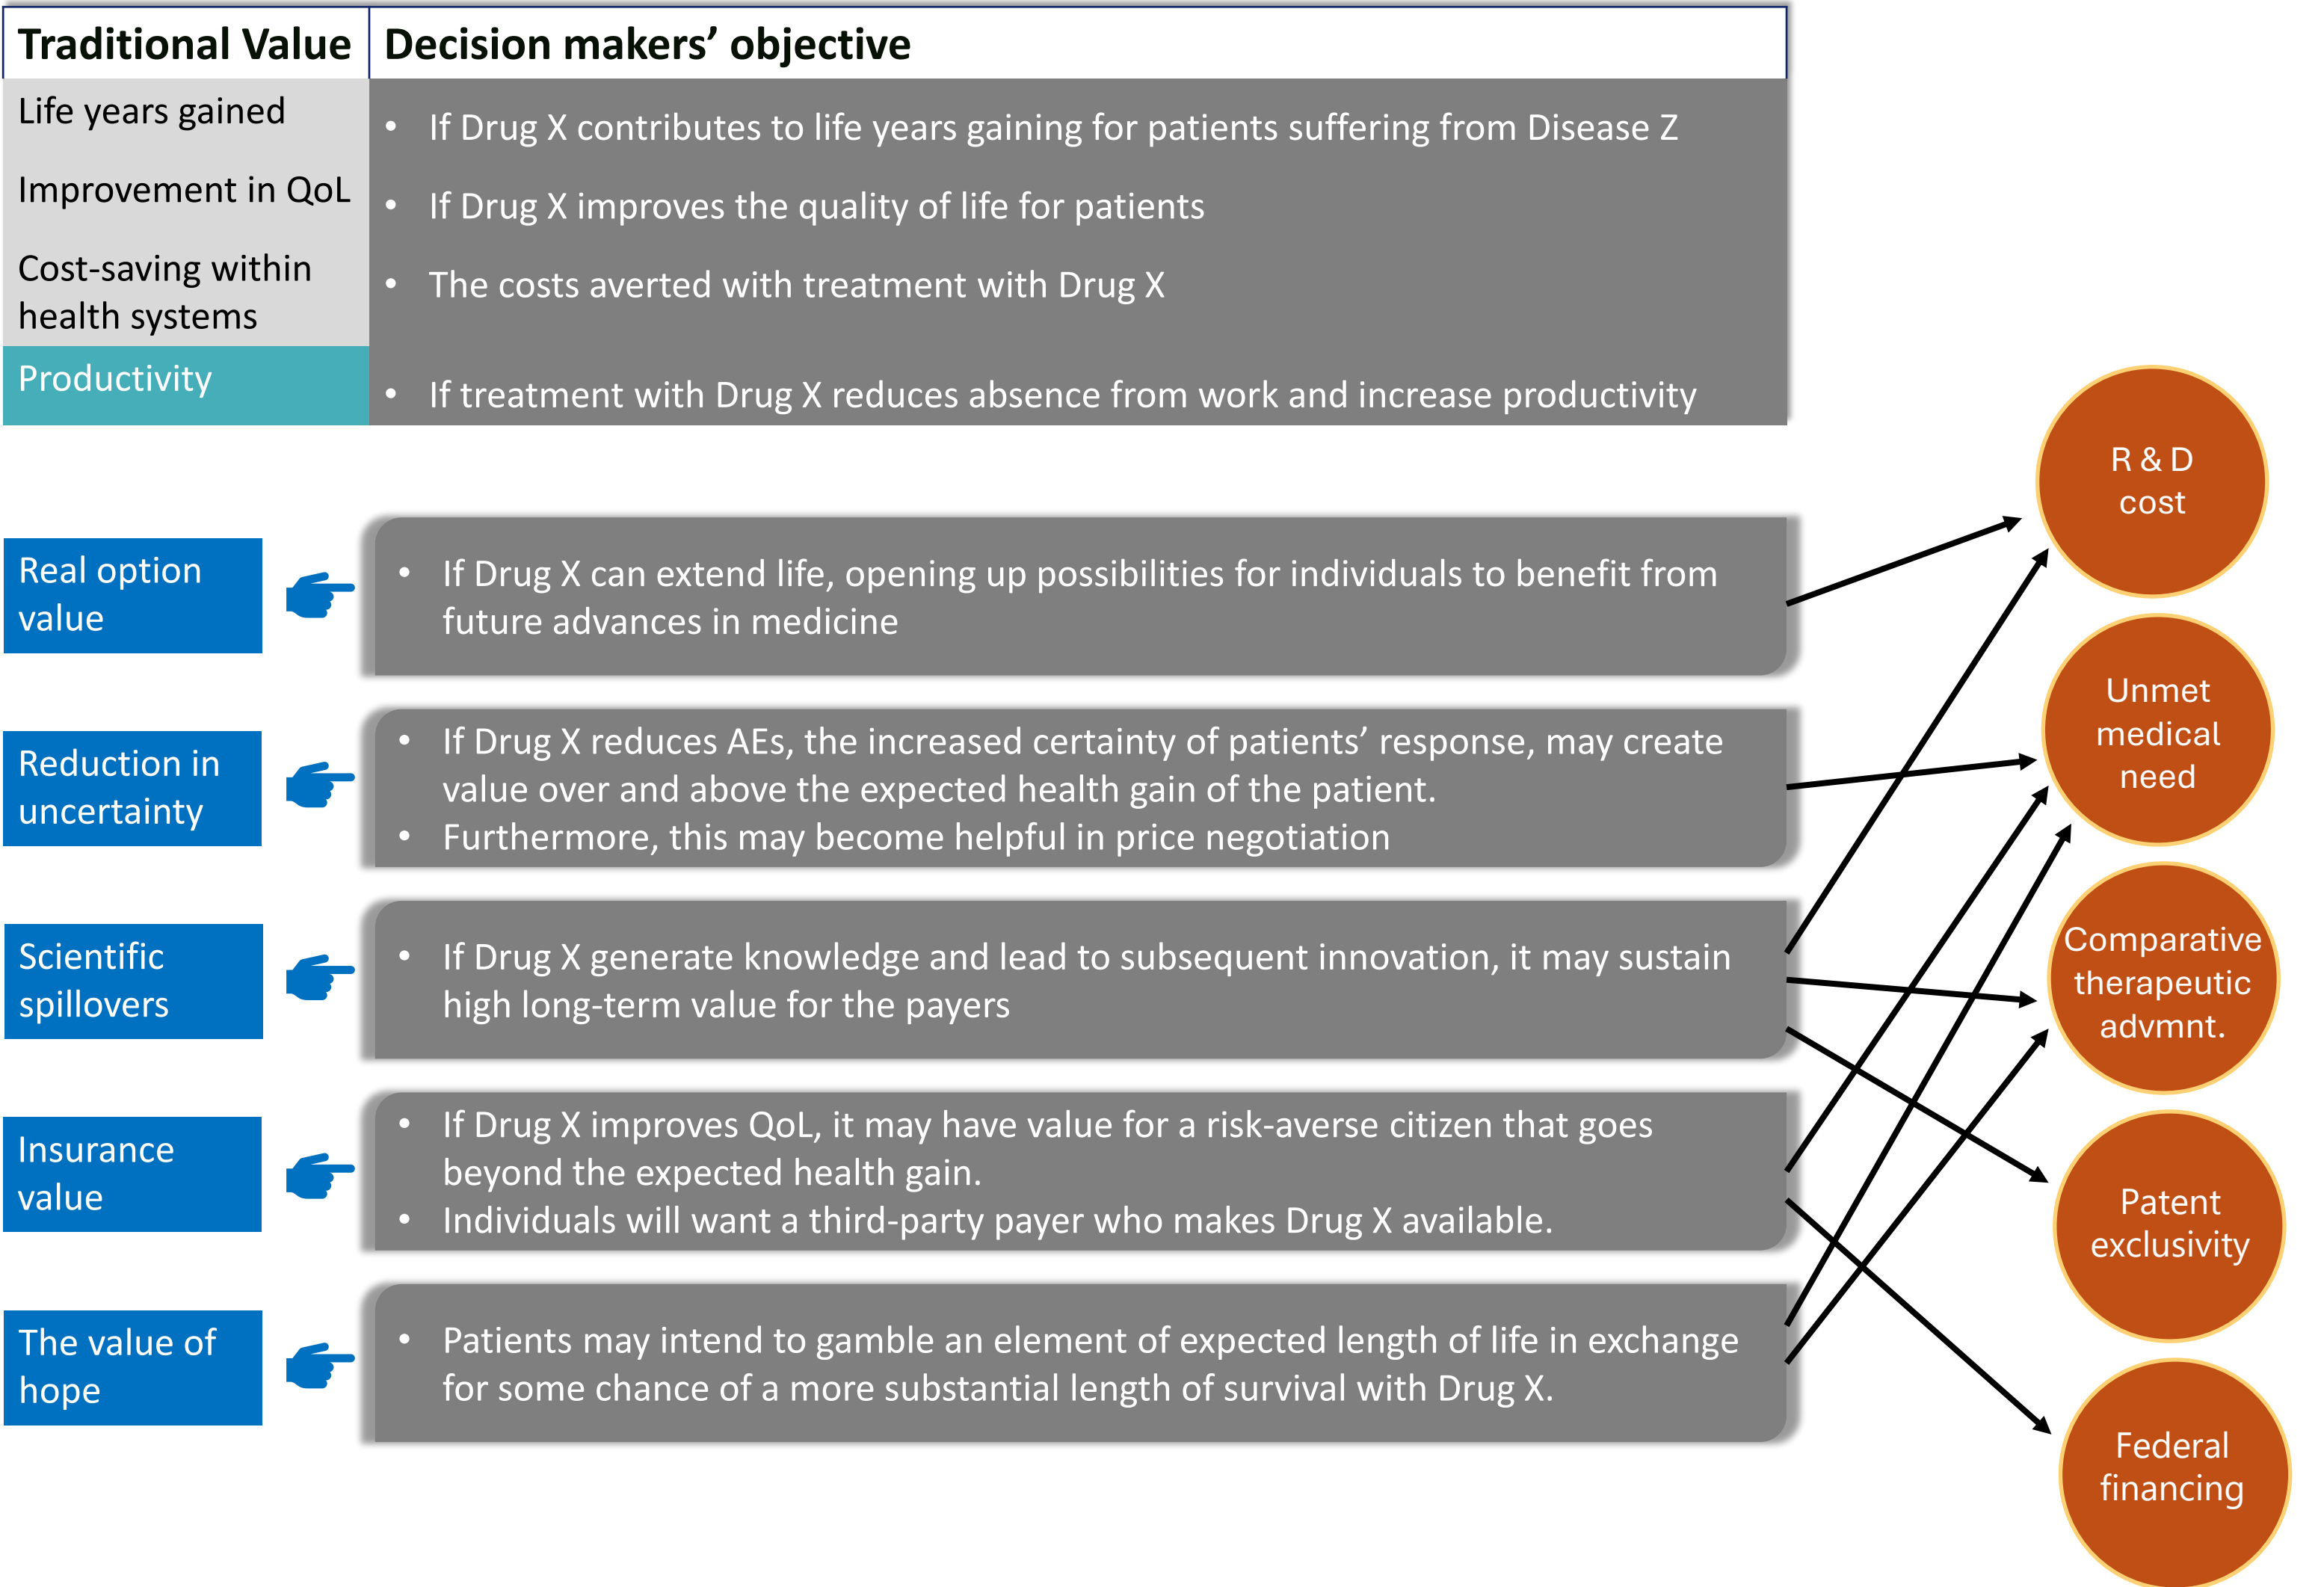 Traditional Value
Decision makers’ objective
Life years gained
• If Drug X contributes to life years gaining for patients suffering from Disease Z
Improvement in QoL
• If Drug X improves the quality of life for patients
Cost-saving within
health systems
• The costs averted with treatment with Drug X
Productivity
• If treatment with Drug X reduces absence from work and increase productivity
Real option
value
• If Drug X can extend life, opening up possibilities for individuals to benefit from
future advances in medicine
Reduction in
uncertainty
• If Drug X reduces AEs, the increased certainty of patients’ response, may create
value over and above the expected health gain of the patient.
• Furthermore, this may become helpful in price negotiation
Scientific
spillovers
• If Drug X generate knowledge and lead to subsequent innovation, it may sustain
high long-term value for the payers
Insurance
value
• If Drug X improves QoL, it may have value for a risk-averse citizen that goes
beyond the expected health gain.
• Individuals will want a third-party payer who makes Drug X available.
The value of
hope
• Patients may intend to gamble an element of expected length of life in exchange
for some chance of a more substantial length of survival with Drug X.
R & D
cost
Unmet
medical
need
Comparative
therapeutic
advmnt.
Patent
exclusivity
Federal
financing